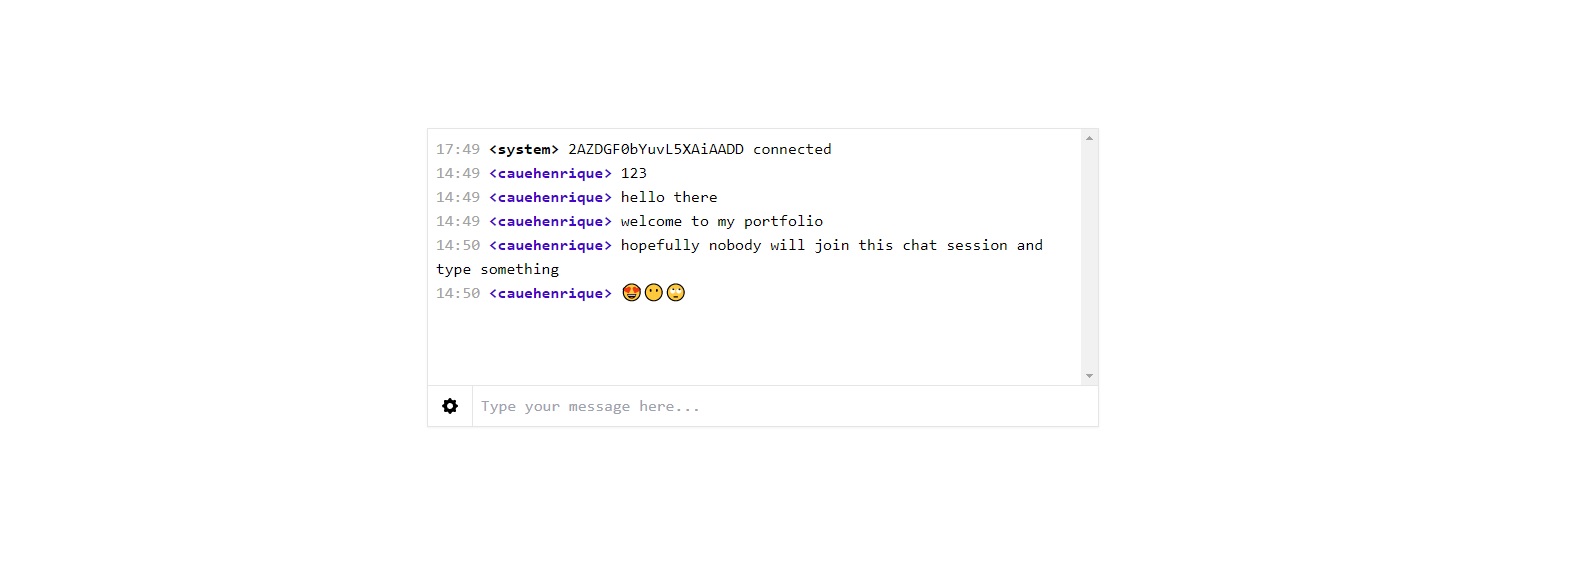 17:49 <system> 2AZDGF0bYuvL5XAiAADD connected
14:49 <cauehenrique> 123
14:49 <cauehenrique> hello there
14:49 <cauehenrique> welcome to my portfolio
14:50 <cauehenrique> hopefully nobody will join this chat session and
type something
14:50 <cauehenrique> 😍😶🙄
Type your message here...